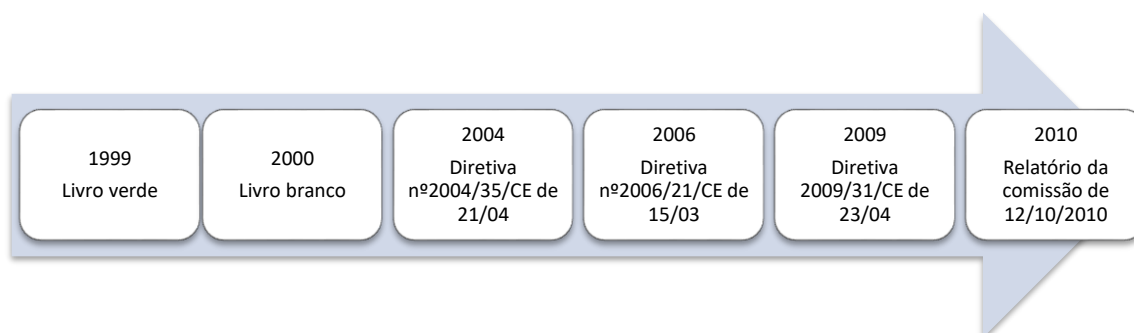 1999
Livro verde
2000
Livro branco
2004
Diretiva
nº2004/35/CE de
21/04
2006
Diretiva
nº2006/21/CE de
15/03
2009
Diretiva
2009/31/CE de
23/04
2010
Relatório da
comissão de
12/10/2010